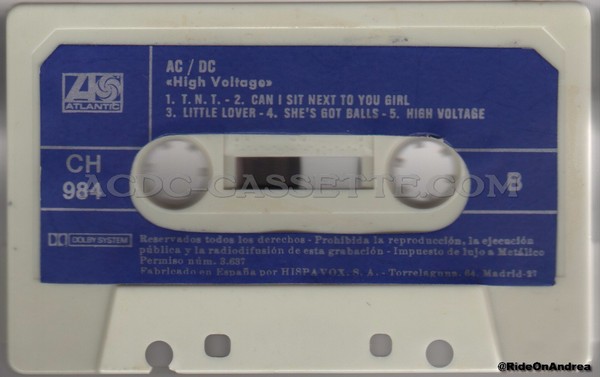 AC / DC
«High Voltage»
1. T. N. T. - 2. CAN I SIT NEXT TO YOU GIRL
3. LITTLE LOVER - 4. SHE'S GOT BALLS - 5. HIGH VOLTAGE
ATLANTIC
CH
984
ACDC-CASSETTE.COM
B
DOLBY SYSTEM
Reservados todos los derechos - Prohibida la reproducción, la ejecución
pública y la radiodifusión de esta grabación - Impuesto de lujo a Metálico
Permiso núm. 3.637
Fabricado en España por HISPAVOX, S. A. - Torrelaguna, 64. Madrid-27
@RideOnAndrea